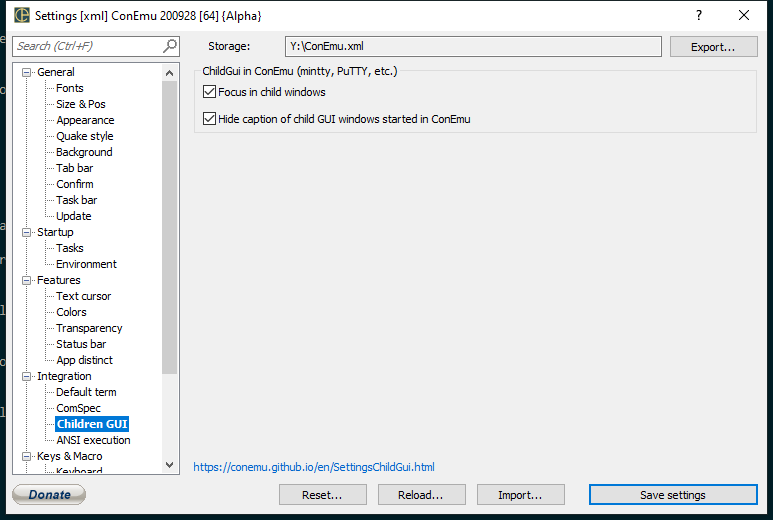 Settings [xml] ConEmu 200928 [64] {Alpha}
?
Search (Ctrl+F)
Storage:
Y:\ConEmu.xml
Export...
General
Fonts
Size & Pos
Appearance
Quake style
Background
Tab bar
Confirm
Task bar
Update
Startup
Tasks
Environment
Features
Text cursor
Colors
Transparency
Status bar
App distinct
Integration
Default term
ComSpec
Children GUI
ANSI execution
Keys & Macro
Keyboard
ChildGui in ConEmu (mintty, PuTTY, etc.)
Focus in child windows
Hide caption of child GUI windows started in ConEmu
https://conemu.github.io/en/SettingsChildGui.html
Donate
Reset...
Reload...
Import...
Save settings